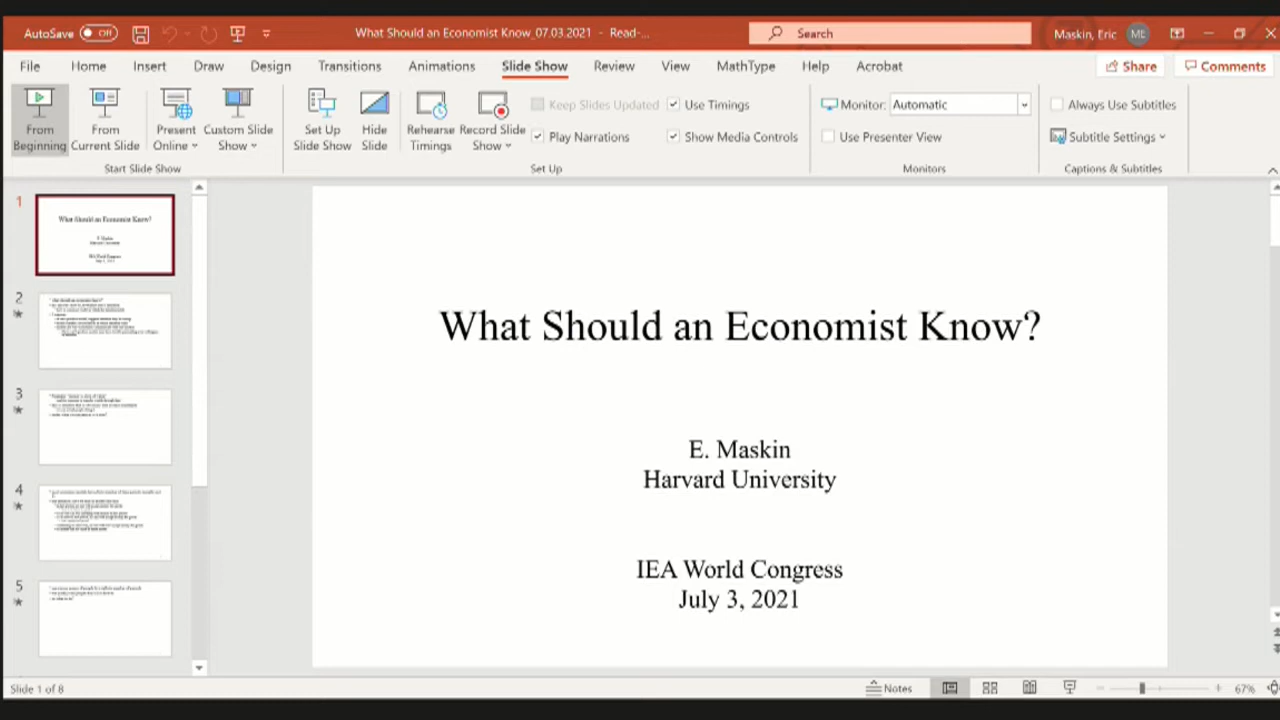 AutoSave Off
What Should an Economist Know_07.03.2021 - Read-...
Search
Maskin, Eric ME
File Home Insert Draw Design Transitions Animations Slide Show Review View MathType Help Acrobat
Share Comments
From Beginning
From Current Slide
Present Online
Custom Slide Show
Start Slide Show
Set Up Slide Show
Hide Slide
Rehearse Timings
Record Slide Show
Keep Slides Updated
Play Narrations
Use Timings
Show Media Controls
Set Up
Monitor: Automatic
Use Presenter View
Monitors
Always Use Subtitles
Subtitle Settings
Captions & Subtitles
1
What Should an Economist Know?
2
3
4
5
What Should an Economist Know?
E. Maskin
Harvard University
IEA World Congress
July 3, 2021
Slide 1 of 8
Notes
67%